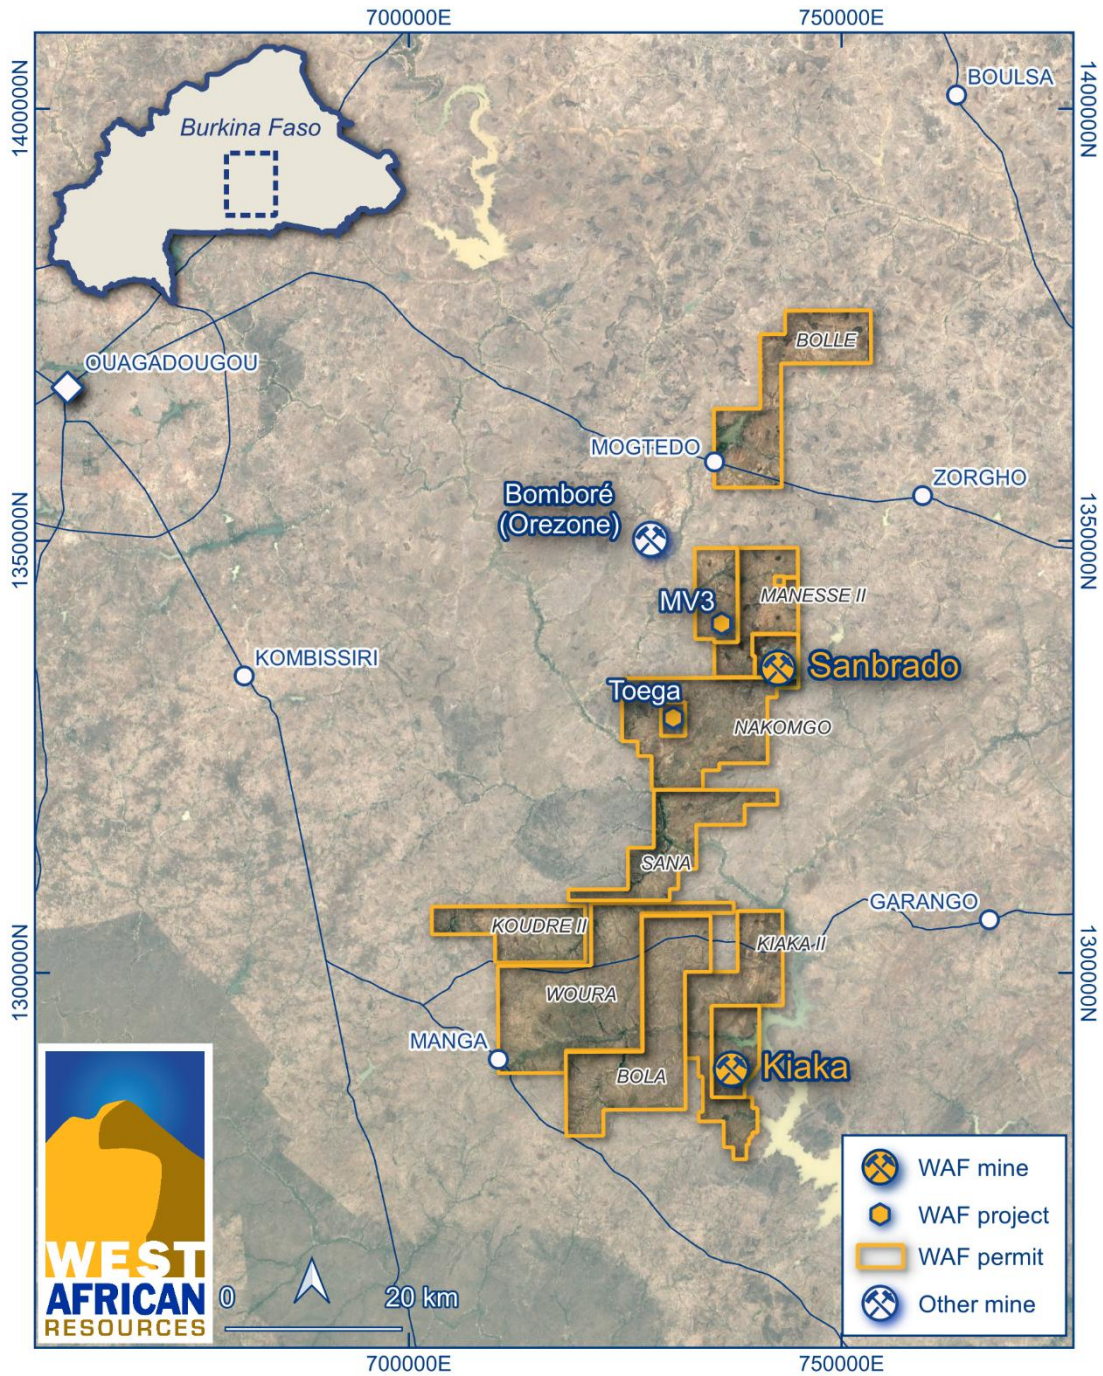 700000E
750000E
1400000N
1400000N
BOULSA
Burkina Faso
OUAGADOUGOU
BOLLE
MOGTEDO
ZORGHO
Bomboré
(Orezone)
1350000N
1350000N
MV3
MANESSE II
KOMBISSIRI
Sanbrado
Toega
NAKOMGO
SANA
GARANGO
KOUDRE II
KIAKA II
1300000N
1300000N
WOURA
MANGA
BOLA
Kiaka
WAF mine
WAF project
WAF permit
Other mine
WEST
AFRICAN
RESOURCES
0 20 km
700000E
750000E